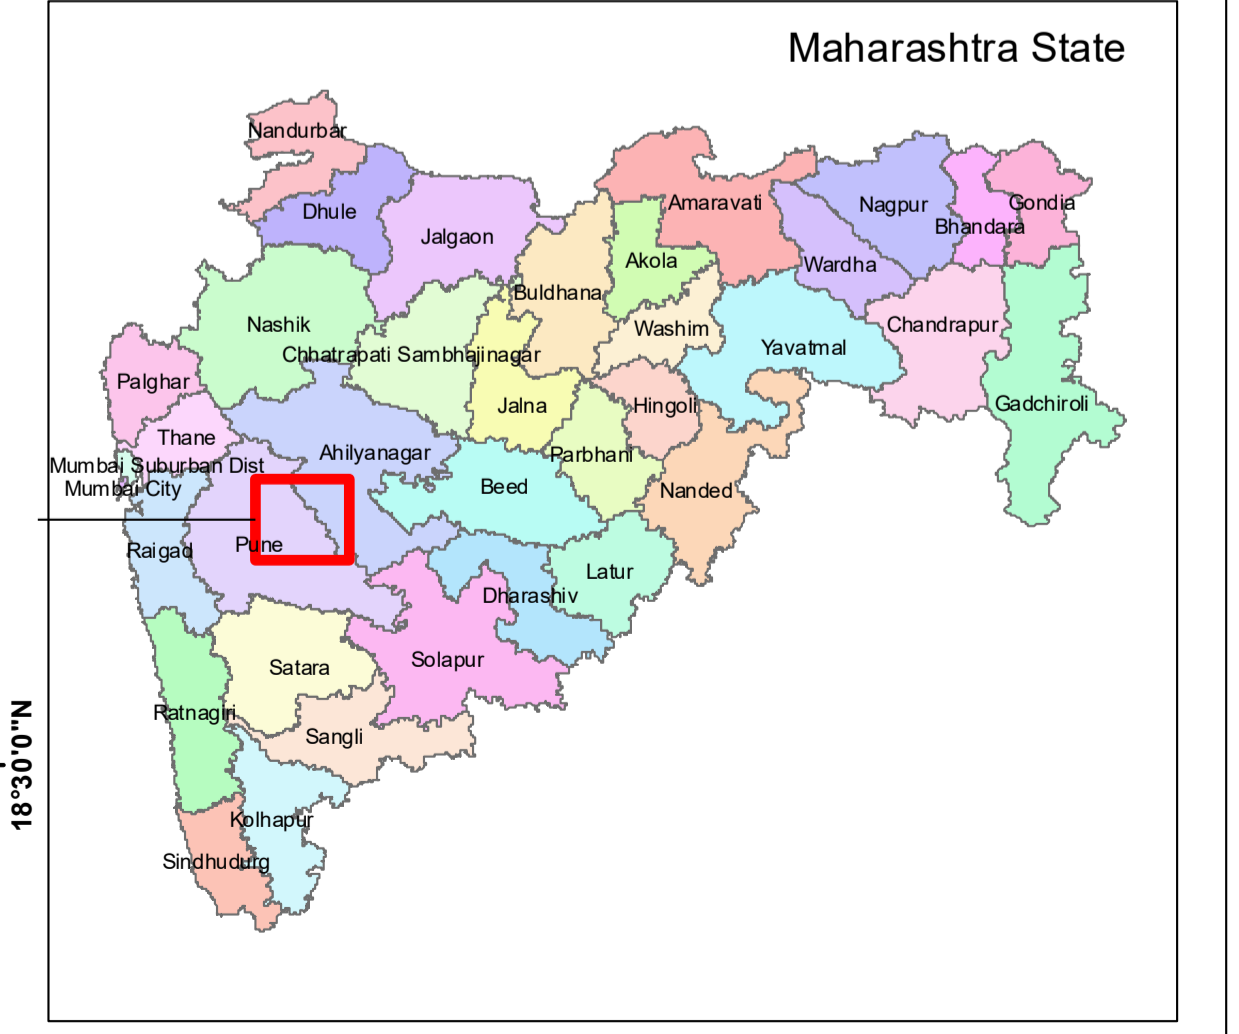 Maharashtra State
Nandurbar
Dhule
Jalgaon
Amaravati
Nagpur
Gondia
Bhandara
Akola
Wardha
Buldhana
Nashik
Washim
Chandrapur
Chhatrapati Sambhajinagar
Yavatmal
Palghar
Jalna
Hingoli
Gadchiroli
Thane
Ahilyanagar
Parbhani
Mumbai Suburban Dist
Mumbai City
Beed
Nanded
Raigad
Pune
Latur
Dharashiv
Satara
Solapur
Ratnagiri
Sangli
Kolhapur
Sindhudurg
18°30'0"N